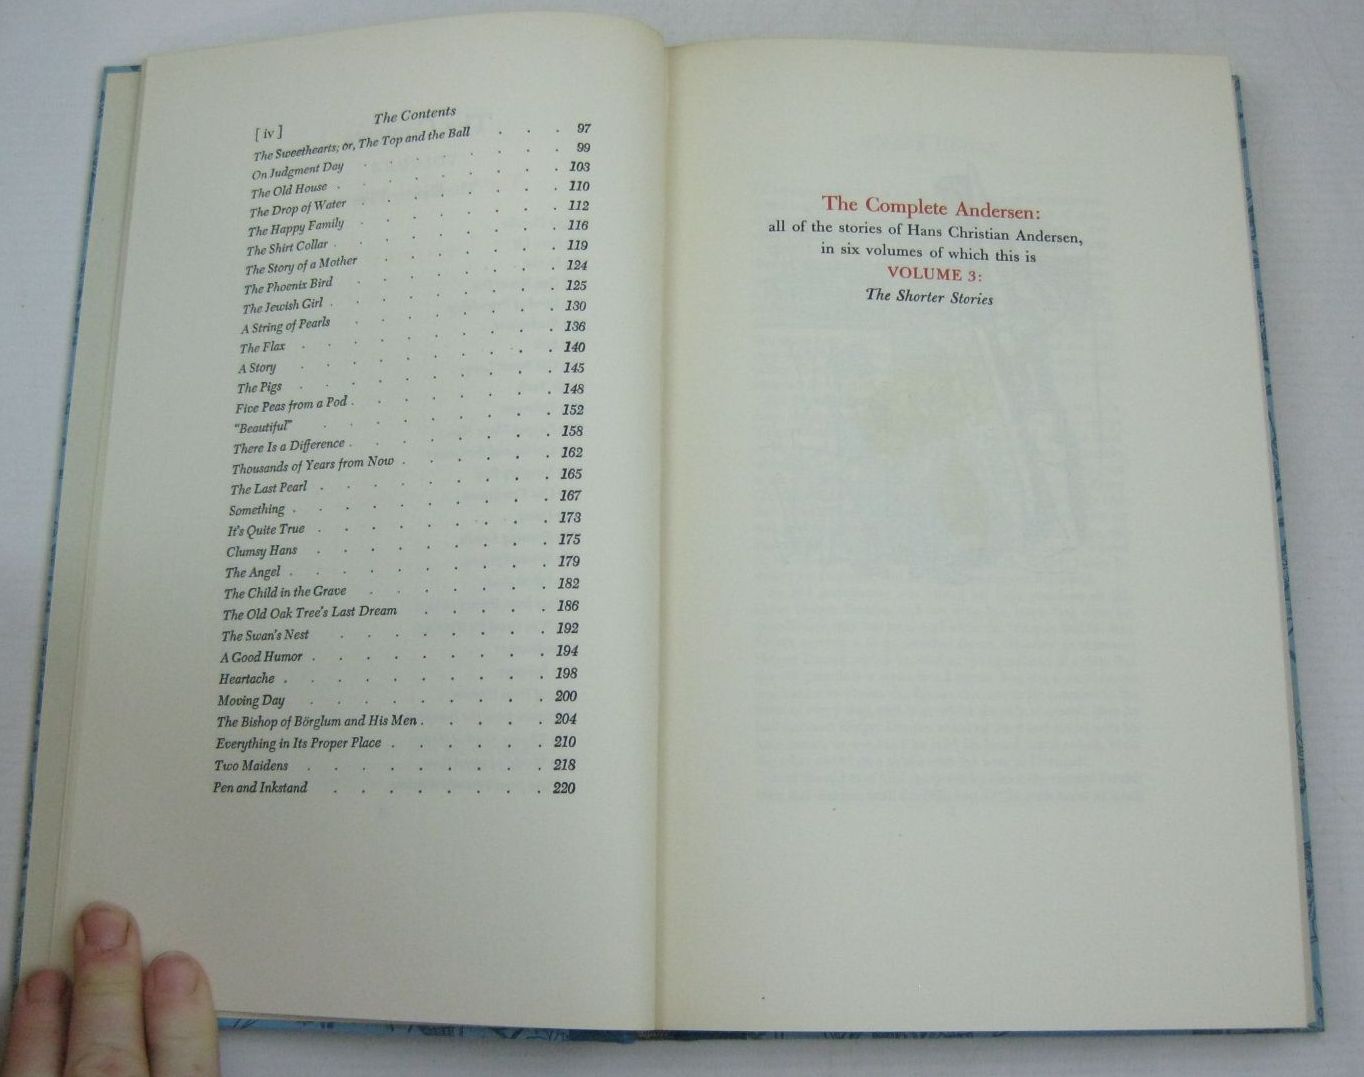 [ iv ] The Contents
The Sweethearts; or, The Top and the Ball . . . 97
On Judgment Day . . . . . . 99
The Old House . . . . . . . 103
The Drop of Water . . . . . . 110
The Happy Family . . . . . . 112
The Shirt Collar . . . . . . . 116
The Story of a Mother . . . . . . 119
The Phoenix Bird . . . . . . . 124
The Jewish Girl . . . . . . . 125
A String of Pearls . . . . . . . 130
The Flax . . . . . . . . 136
A Story . . . . . . . . 140
The Pigs . . . . . . . . 145
Five Peas from a Pod . . . . . . 148
"Beautiful" . . . . . . . 152
There Is a Difference . . . . . . 158
Thousands of Years from Now . . . . . 162
The Last Pearl . . . . . . . 165
Something . . . . . . . . 167
It's Quite True . . . . . . . 173
Clumsy Hans . . . . . . . 175
The Angel . . . . . . . . 179
The Child in the Grave . . . . . . 182
The Old Oak Tree's Last Dream . . . . . 186
The Swan's Nest . . . . . . . 192
A Good Humor . . . . . . . 194
Heartache . . . . . . . . 198
Moving Day . . . . . . . . 200
The Bishop of Börglum and His Men . . . . . 204
Everything in Its Proper Place . . . . . . 210
Two Maidens . . . . . . . . 218
Pen and Inkstand . . . . . . . 220
The Complete Andersen:
all of the stories of Hans Christian Andersen,
in six volumes of which this is
VOLUME 3:
The Shorter Stories